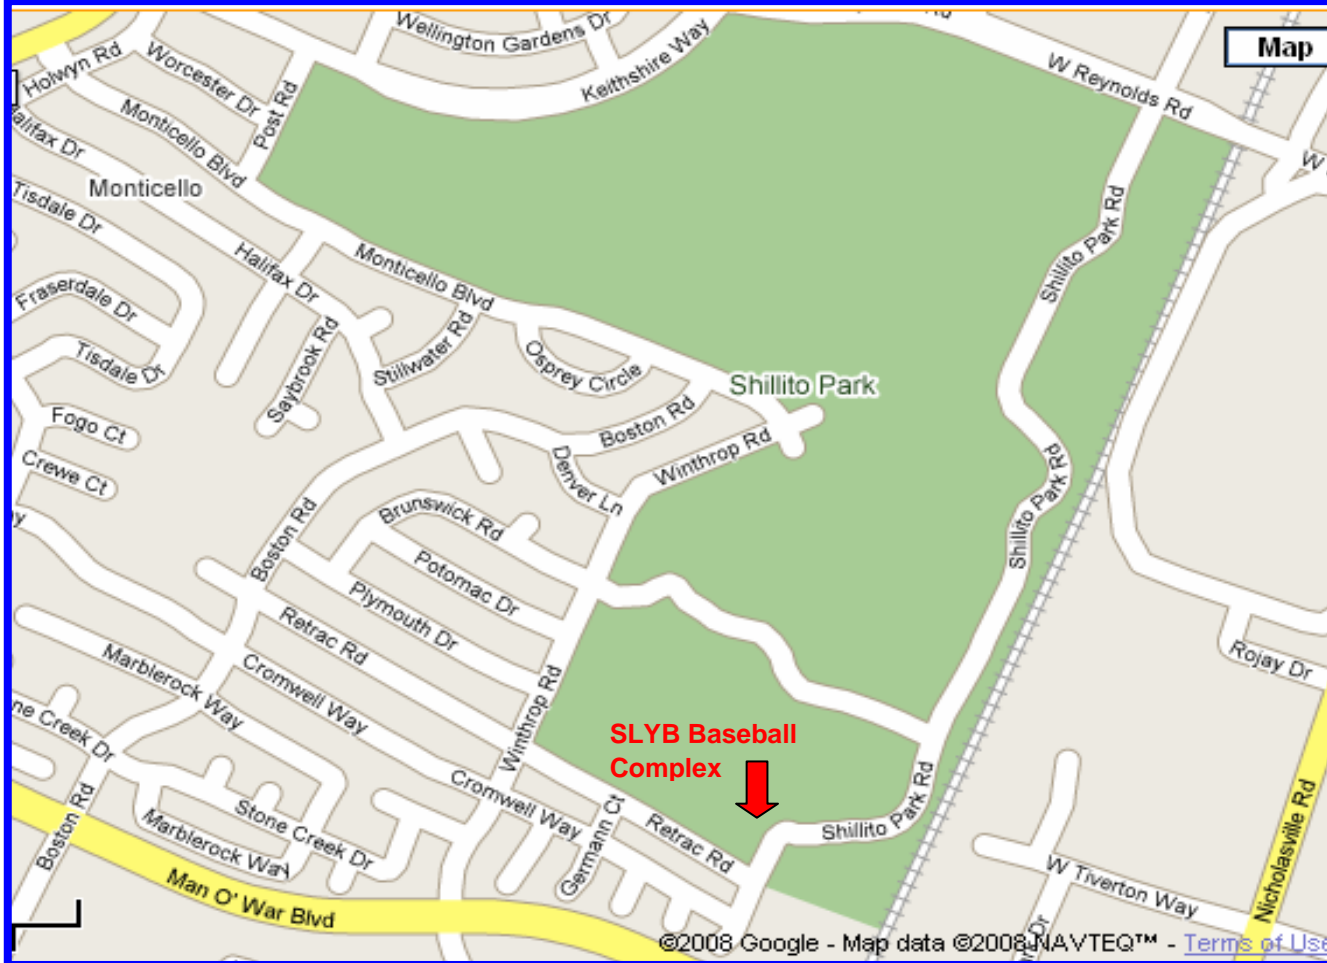 Wellington Gardens Dr
Rd
Map
Holwyn Rd
Worcester Dr
Keithshire Way
W Reynolds Rd
Post Rd
Monticello Blvd
Halifax Dr
W
Monticello
Tisdale Dr
Shillito Park Rd
Halifax Dr
Monticello Blvd
Fraserdale Dr
Saybrook Rd
Stillwater Rd
Osprey Circle
Tisdale Dr
Shillito Park
Fogo Ct
Boston Rd
Winthrop Rd
Crewe Ct
Denver Ln
Shillito Park Rd
Brunswick Rd
Boston Rd
Potomac Dr
Plymouth Dr
Retrac Rd
Rojay Dr
Marblerock Way
Cromwell Way
Winthrop Rd
ne Creek Dr
SLYB Baseball
Complex
Cromwell Way
Shillito Park Rd
Nicholasville Rd
Boston Rd
Stone Creek Dr
Marblerock Way
Germann Ct
Retrac Rd
Man O' War Blvd
W Tiverton Way
Dr
©2008 Google - Map data ©2008 NAVTEQ™ - Terms of Use